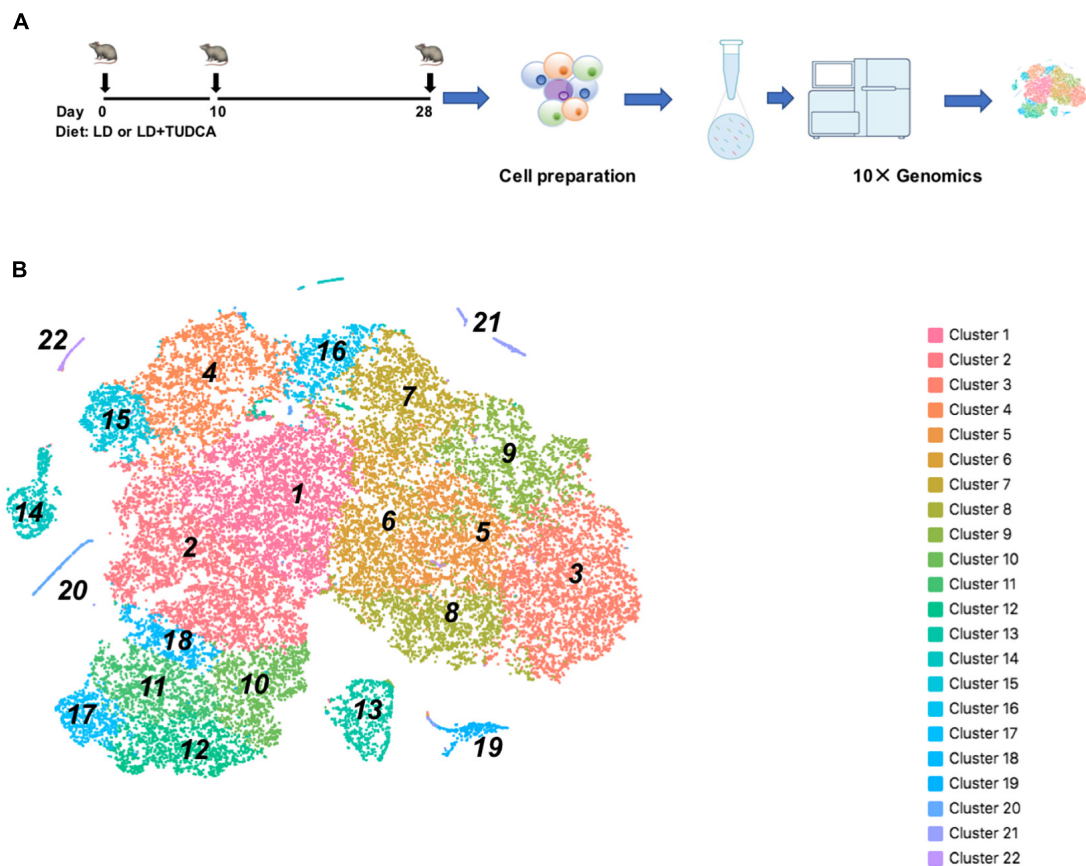 A
Day 0 10 28
Diet: LD or LD+TUDCA
Cell preparation
10× Genomics
B
22
21
16
4
7
15
9
1
14
6
5
2
3
20
8
18
10
11
13
17
12
19
Cluster 1
Cluster 2
Cluster 3
Cluster 4
Cluster 5
Cluster 6
Cluster 7
Cluster 8
Cluster 9
Cluster 10
Cluster 11
Cluster 12
Cluster 13
Cluster 14
Cluster 15
Cluster 16
Cluster 17
Cluster 18
Cluster 19
Cluster 20
Cluster 21
Cluster 22